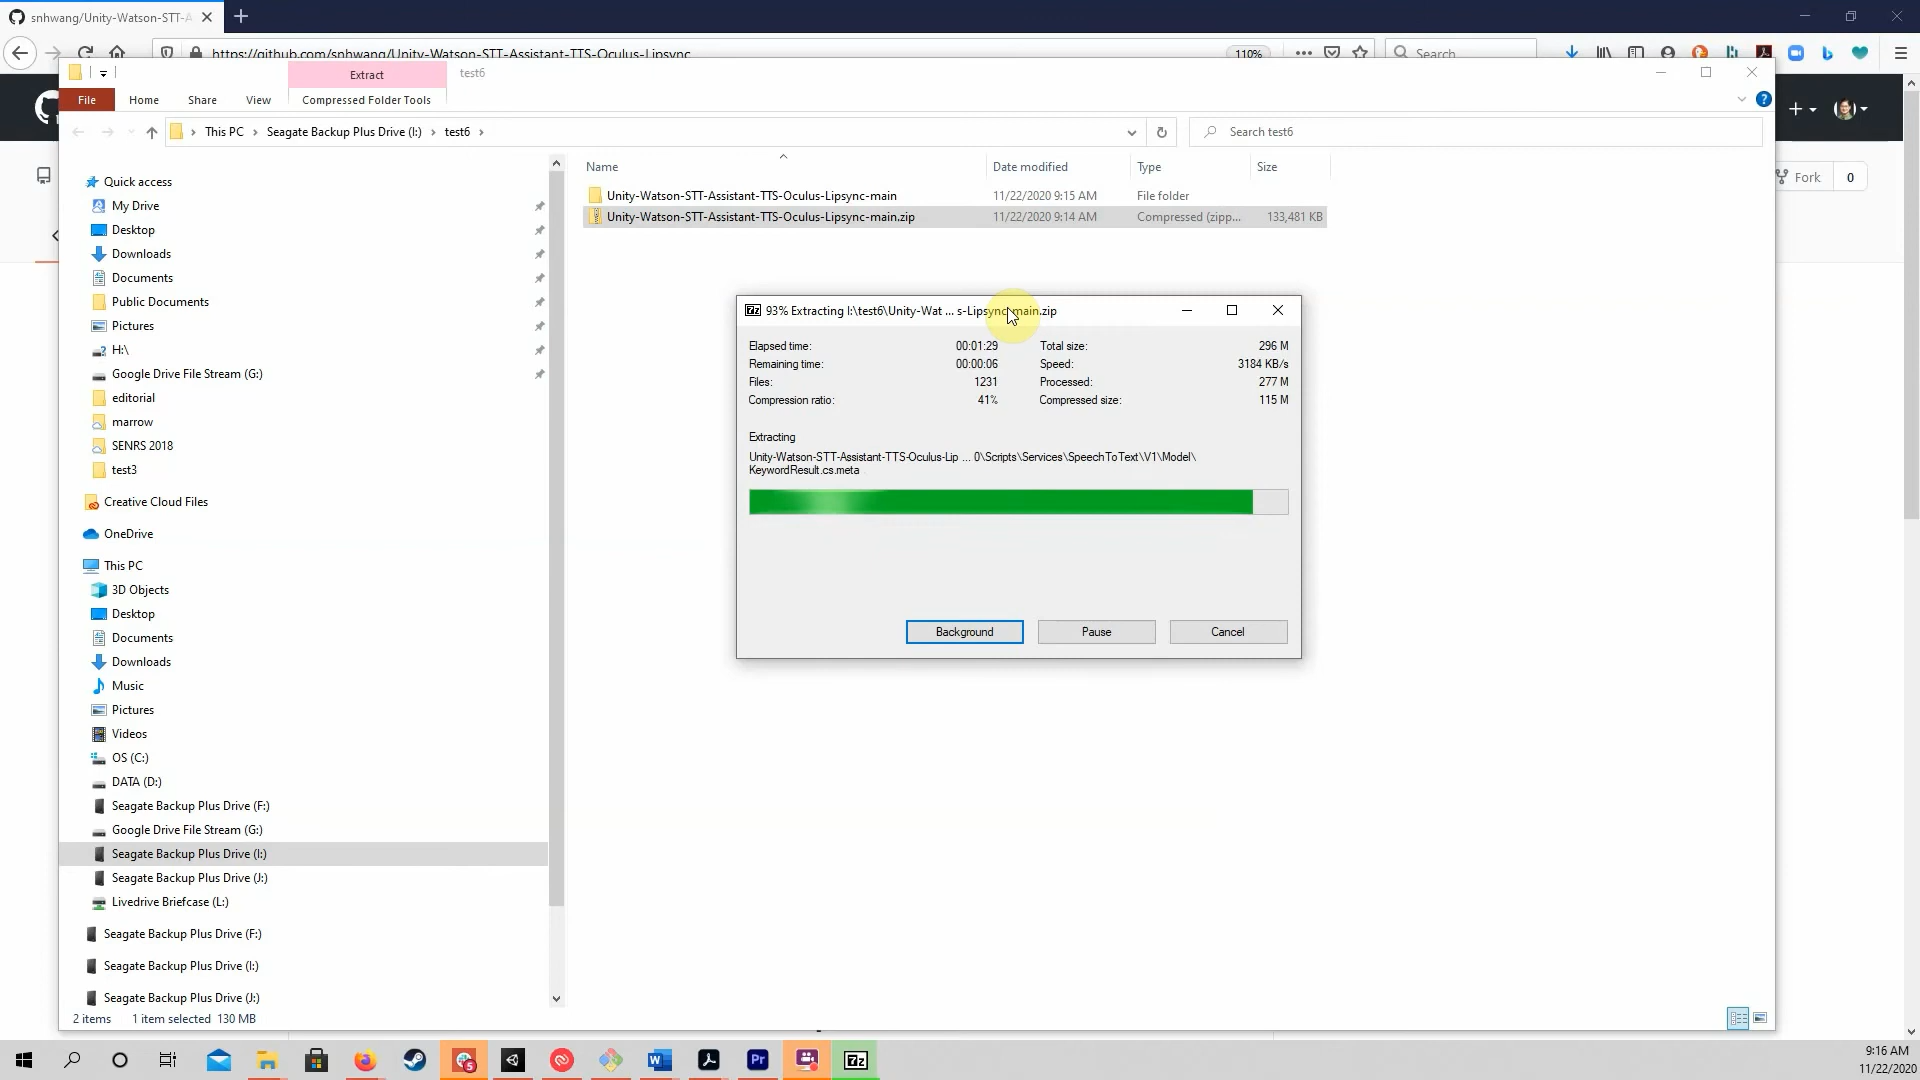 snhwang/Unity-Watson-STT-A
https://github.com/snhwang/Unity-Watson-STT-Assistant-TTS-Oculus-Lipsync
110%
Search
Extract
test6
File
Home
Share
View
Compressed Folder Tools
This PC
Seagate Backup Plus Drive (I:)
test6
Search test6
Name
Date modified
Type
Size
Unity-Watson-STT-Assistant-TTS-Oculus-Lipsync-main 11/22/2020 9:15 AM File folder
Unity-Watson-STT-Assistant-TTS-Oculus-Lipsync-main.zip 11/22/2020 9:14 AM Compressed (zipp... 133,481 KB
Fork 0
Quick access
My Drive
Desktop
Downloads
Documents
Public Documents
Pictures
H:\
Google Drive File Stream (G:)
editorial
marrow
SENRS 2018
test3
Creative Cloud Files
OneDrive
This PC
3D Objects
Desktop
Documents
Downloads
Music
Pictures
Videos
OS (C:)
DATA (D:)
Seagate Backup Plus Drive (F:)
Google Drive File Stream (G:)
Seagate Backup Plus Drive (I:)
Seagate Backup Plus Drive (J:)
Livedrive Briefcase (L:)
Seagate Backup Plus Drive (F:)
Seagate Backup Plus Drive (I:)
Seagate Backup Plus Drive (J:)
2 items 1 item selected 130 MB
7z 93% Extracting I:\test6\Unity-Wat ... s-Lipsync-main.zip
Elapsed time: 00:01:29 Total size: 296 M
Remaining time: 00:00:06 Speed: 3184 KB/s
Files: 1231 Processed: 277 M
Compression ratio: 41% Compressed size: 115 M
Extracting
Unity-Watson-STT-Assistant-TTS-Oculus-Lip ... 0\Scripts\Services\SpeechToText\V1\Model\
KeywordResult.cs.meta
Background
Pause
Cancel
5
W
Pr
7z
9:16 AM
11/22/2020